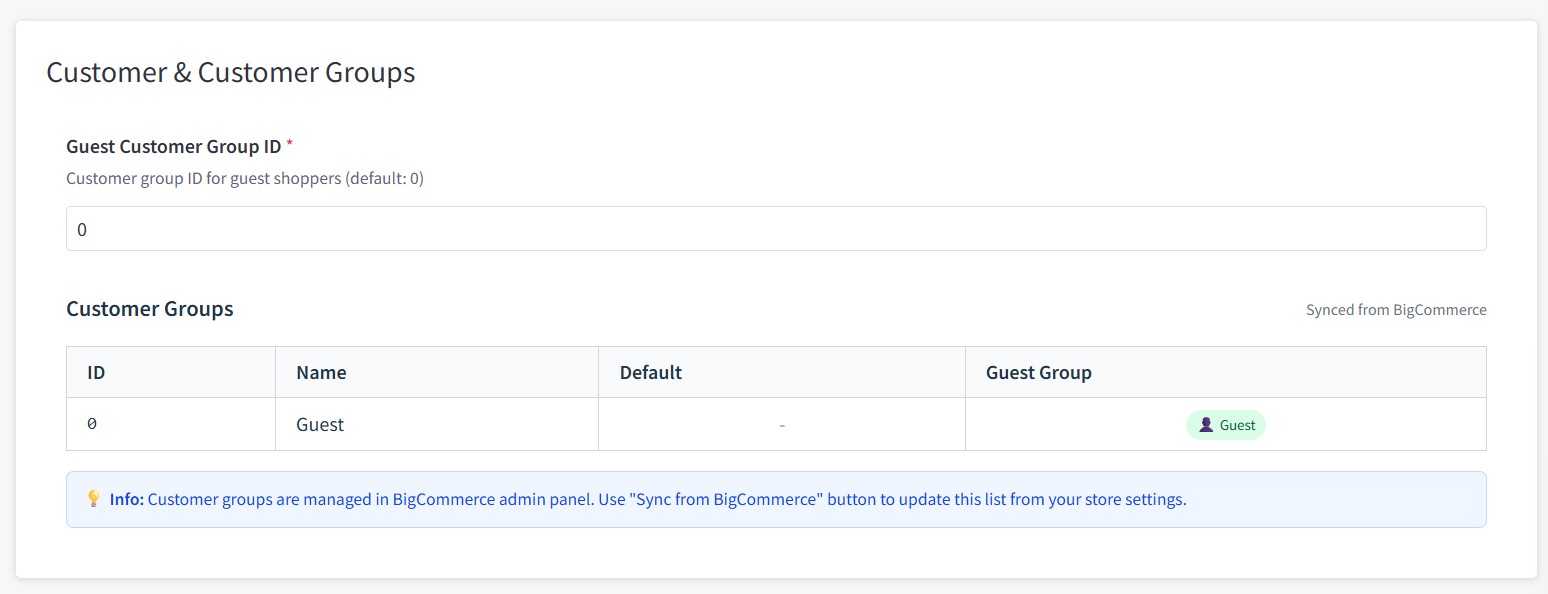 Customer & Customer Groups
Guest Customer Group ID *
Customer group ID for guest shoppers (default: 0)
0
Customer Groups
Synced from BigCommerce
ID Name Default Guest Group
0 Guest - Guest
Info: Customer groups are managed in BigCommerce admin panel. Use "Sync from BigCommerce" button to update this list from your store settings.